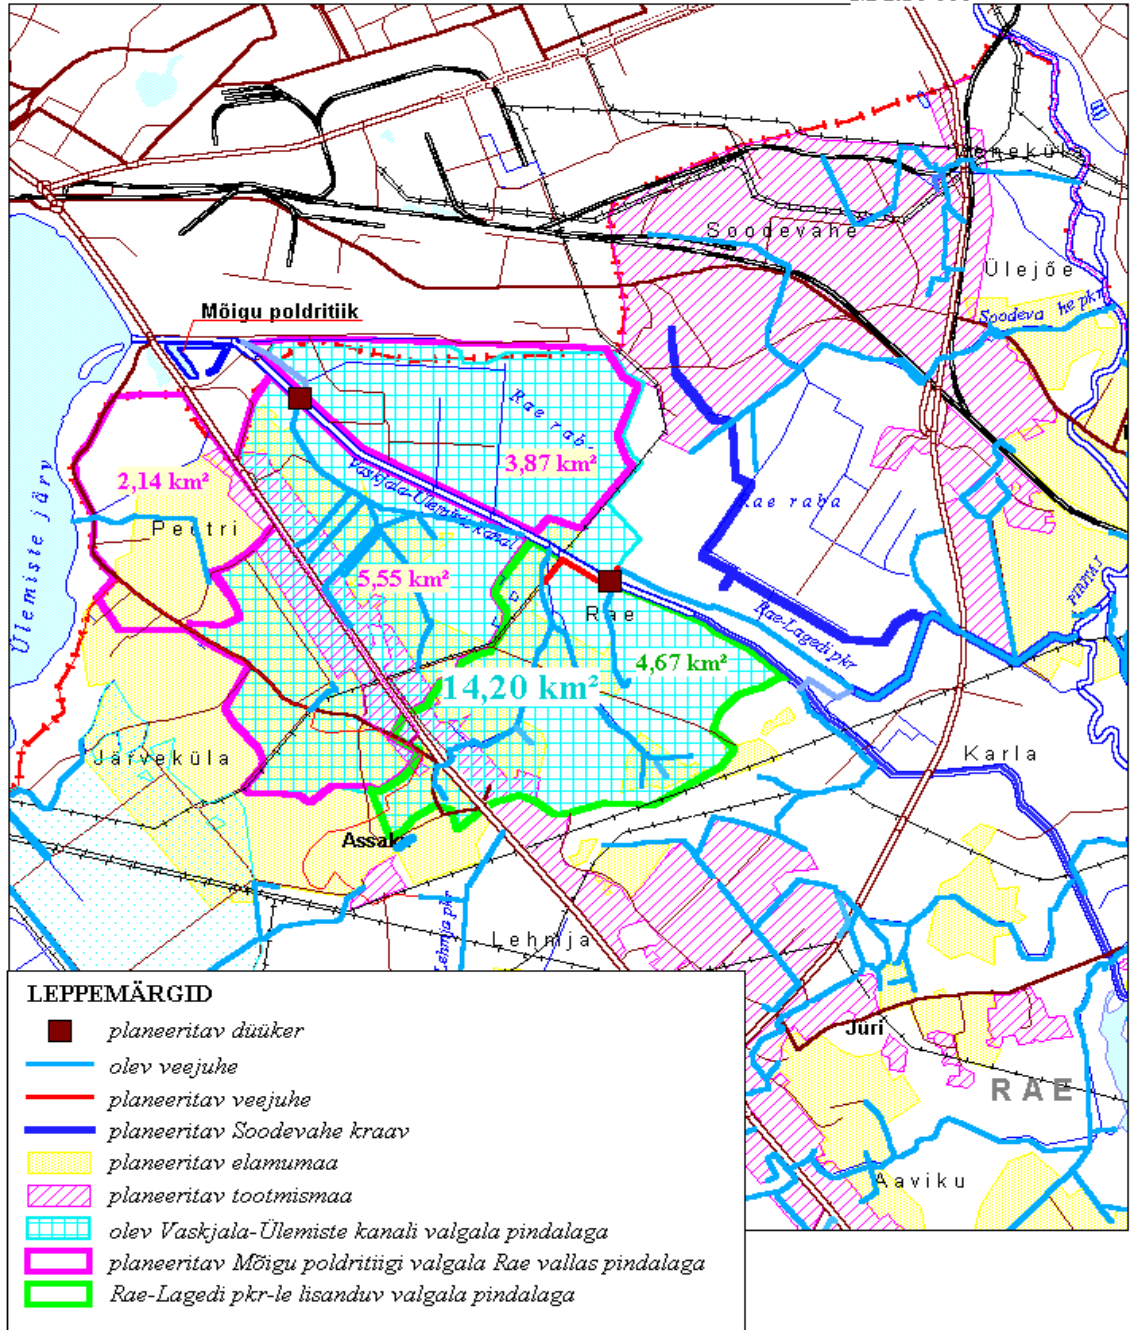 Veneküla
Soodevahe
Ülejõe
Soodevahe pkr
Mõigu poldritiik
Rae raba
3,87 km²
Vaskjala-Ülemiste kanal
2,14 km²
Peetri
Rae raba
Ülemiste järv
5,55 km²
PIRITA J
Rae
Rae-Lagedi pkr
4,67 km²
14,20 km²
Järveküla
Karla
Assaku
Lehmja pkr
Lehmja
Jüri
RAE
Aaviku
LEPPEMÄRGID
planeeritav düüker
olev veejuhe
planeeritav veejuhe
planeeritav Soodevahe kraav
planeeritav elamumaa
planeeritav tootmismaa
olev Vaskjala-Ülemiste kanali valgala pindalaga
planeeritav Mõigu poldritiigi valgala Rae vallas pindalaga
Rae-Lagedi pkr-le lisanduv valgala pindalaga